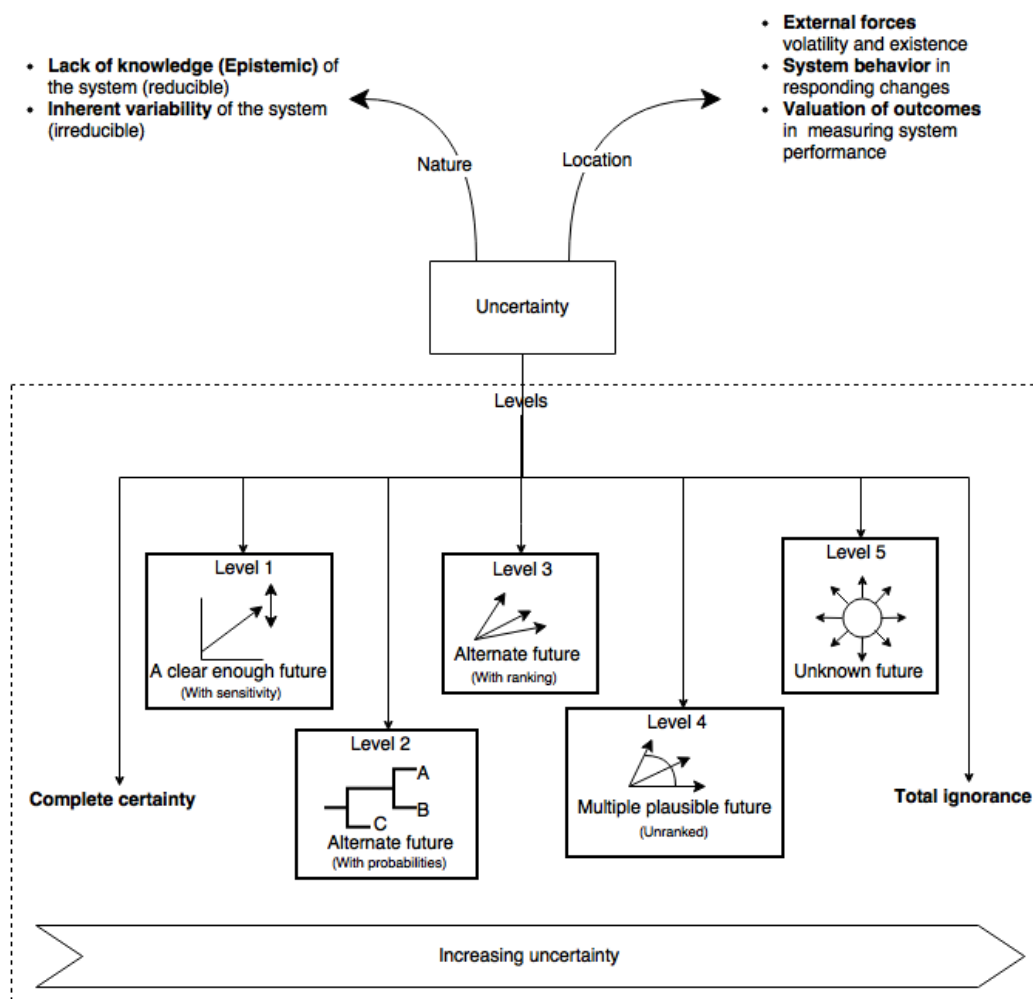 • Lack of knowledge (Epistemic) of
the system (reducible)
• Inherent variability of the system
(irreducible)
• External forces
volatility and existence
• System behavior in
responding changes
• Valuation of outcomes
in measuring system
performance
Nature
Location
Uncertainty
Levels
Level 1
A clear enough future
(With sensitivity)
Level 2
A
B
C
Alternate future
(With probabilities)
Level 3
Alternate future
(With ranking)
Level 4
Multiple plausible future
(Unranked)
Level 5
Unknown future
Complete certainty
Total ignorance
Increasing uncertainty